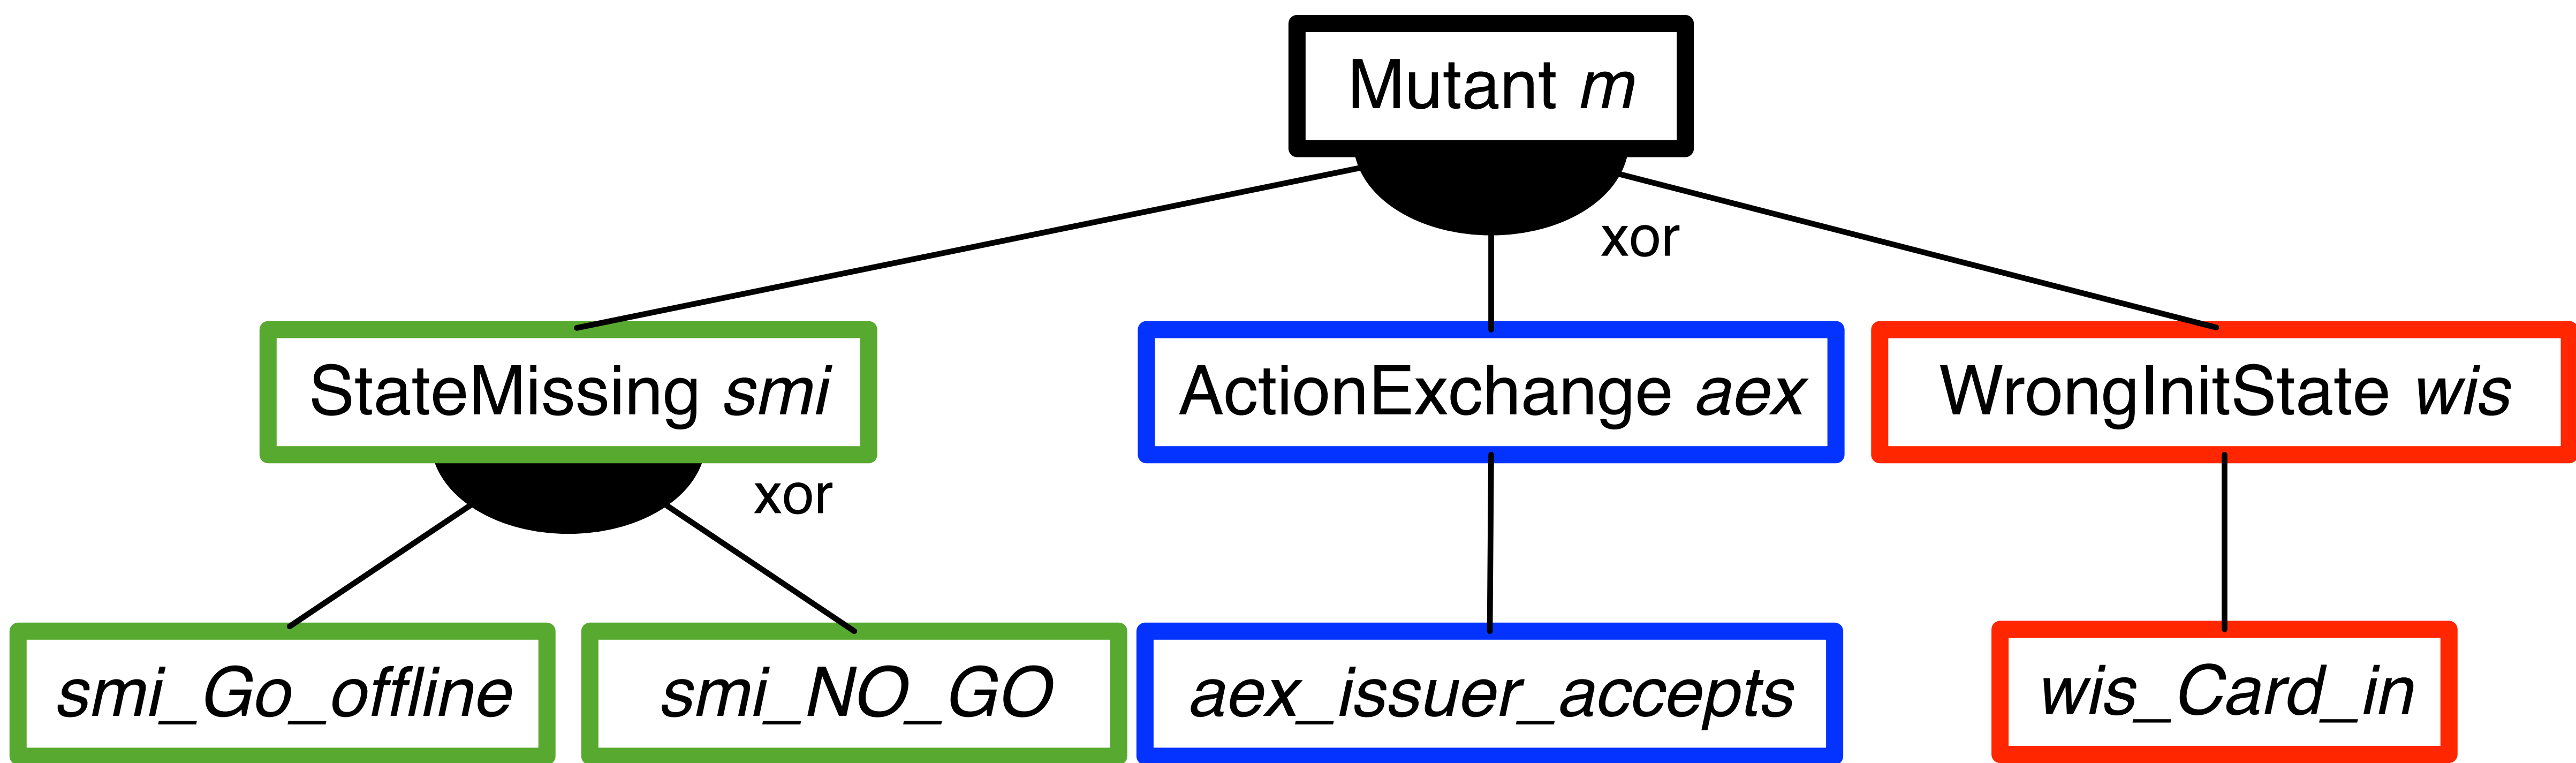 Mutant m
xor
StateMissing smi
ActionExchange aex
WrongInitState wis
xor
smi_Go_offline
smi_NO_GO
aex_issuer_accepts
wis_Card_in